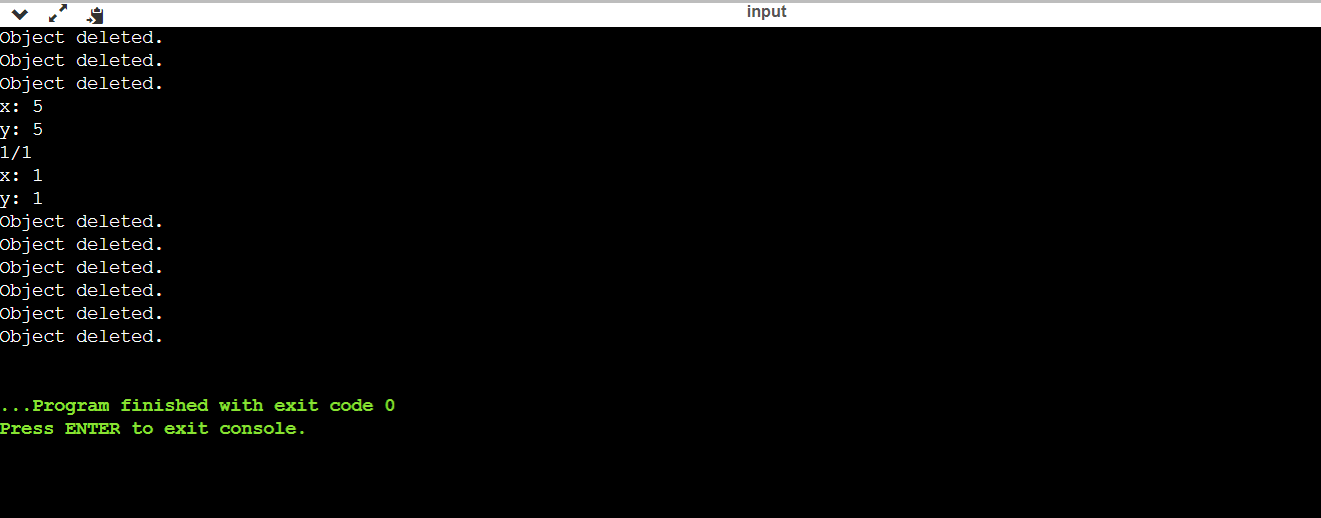 input
Object deleted.
Object deleted.
Object deleted.
x: 5
y: 5
1/1
x: 1
y: 1
Object deleted.
Object deleted.
Object deleted.
Object deleted.
Object deleted.
Object deleted.
...Program finished with exit code 0
Press ENTER to exit console.